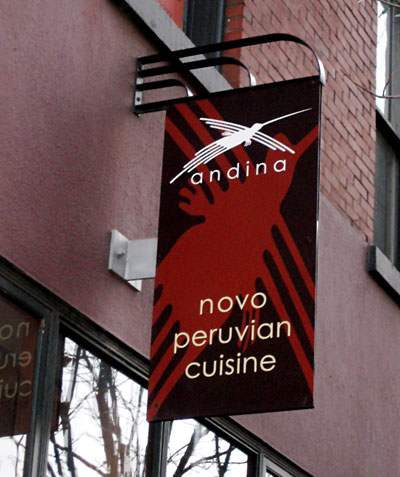 andina
novo
peruvian
cuisine